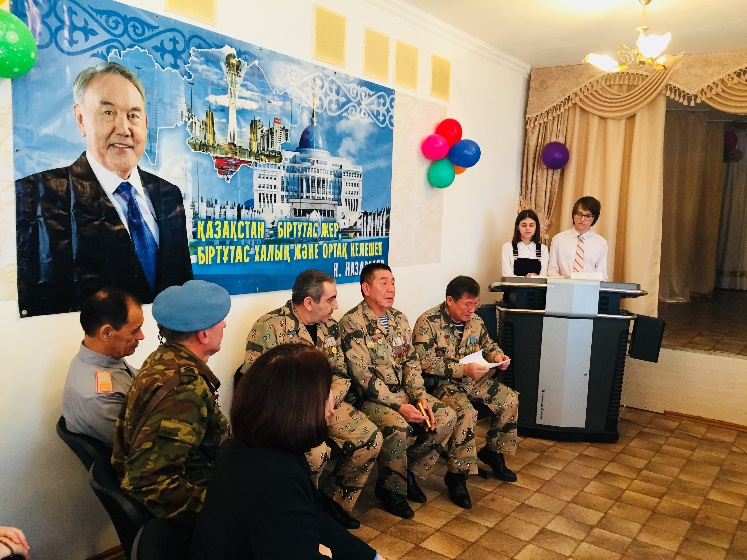 ҚАЗАҚСТАН - БІРТҰТАС ЖЕР,
БІРТҰТАС ХАЛЫҚ ЖӘНЕ ОРТАҚ КЕЛЕШЕК
Н. НАЗАРБАЕВ